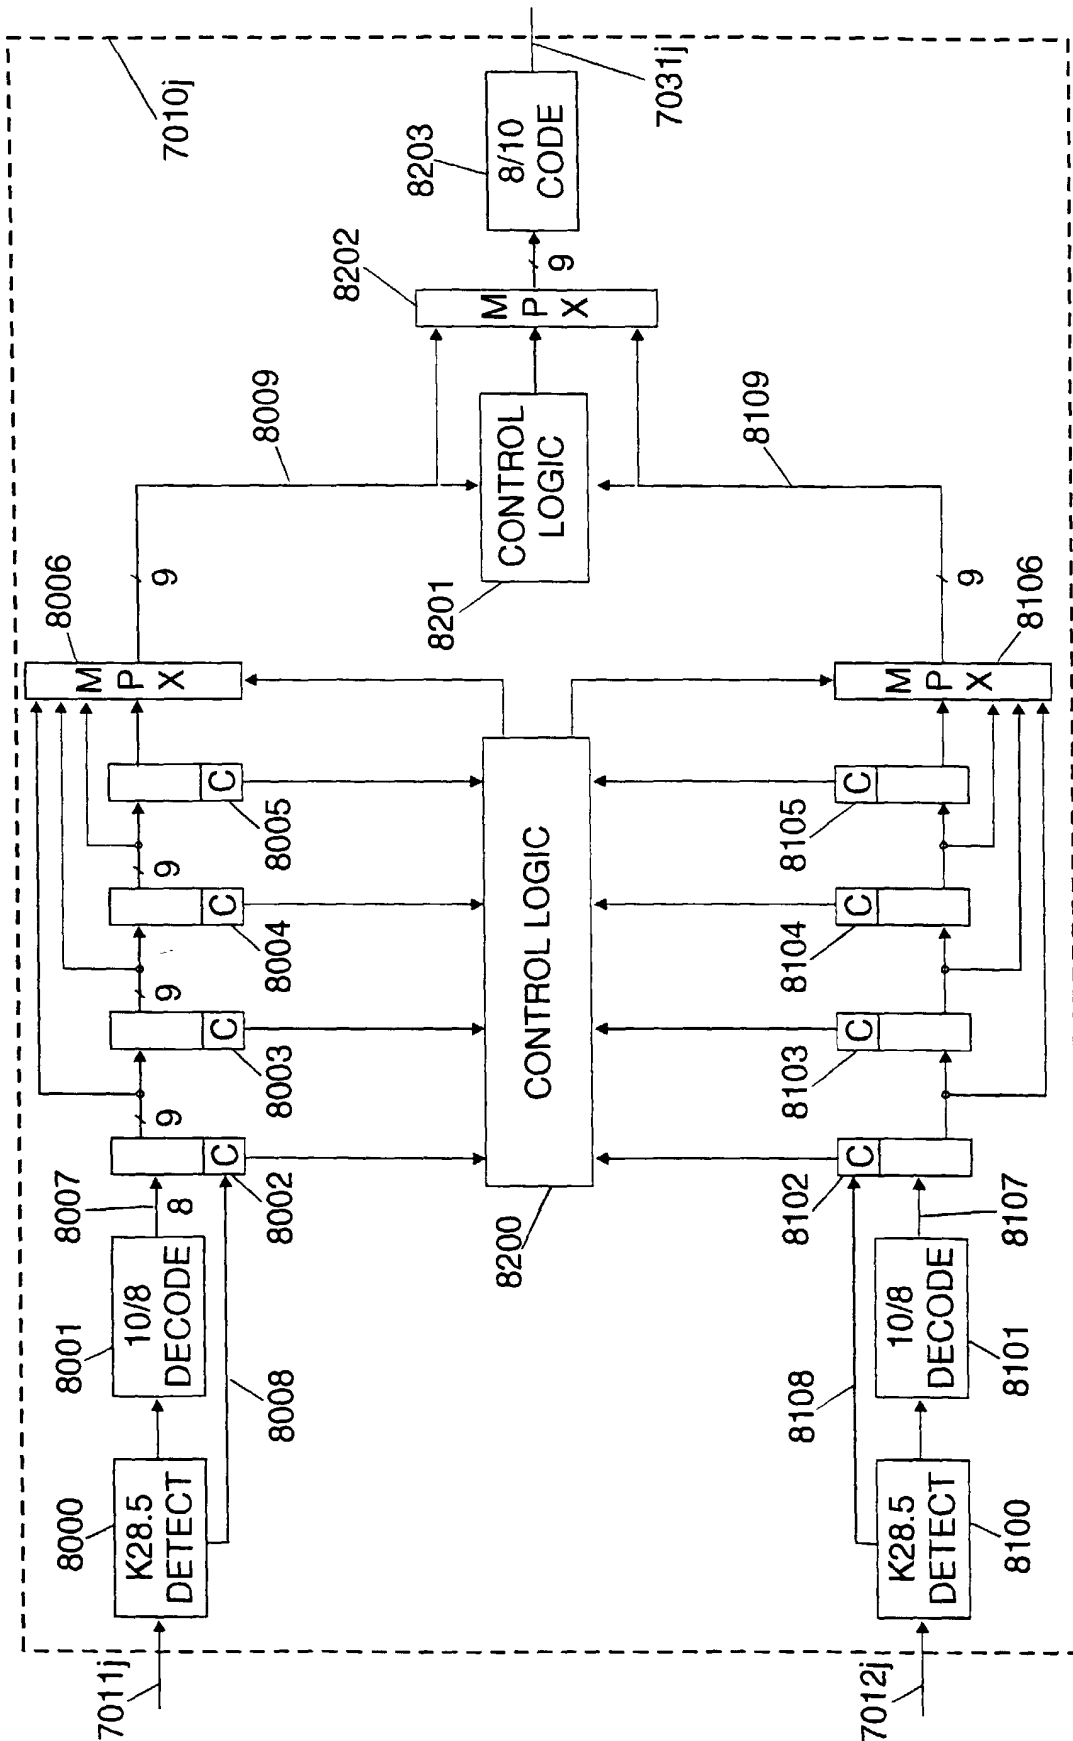 7010j
7011j
8000
K28.5
DETECT
8008
8001
10/8
DECODE
8007
8
8002
C
9
8003
C
9
8004
C
9
8005
C
8006
M P X
9
8009
8200
CONTROL LOGIC
8201
CONTROL
LOGIC
8202
M P X
9
8203
8/10
CODE
7031j
7012j
8100
K28.5
DETECT
8108
8101
10/8
DECODE
8107
8102
C
8103
C
8104
C
8105
C
8106
M P X
9
8109